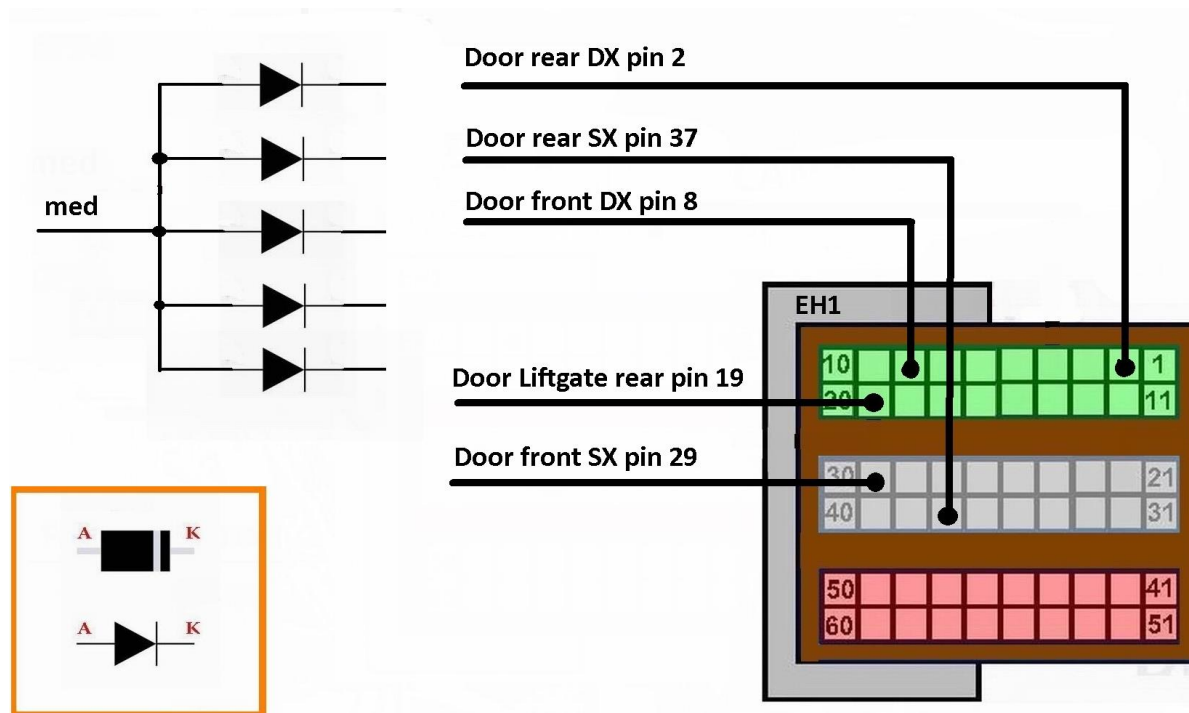 Door rear DX pin 2
Door rear SX pin 37
med
Door front DX pin 8
EH1
10 1
Door Liftgate rear pin 19
20 11
Door front SX pin 29
30 21
40 31
A K
50 41
A K
60 51